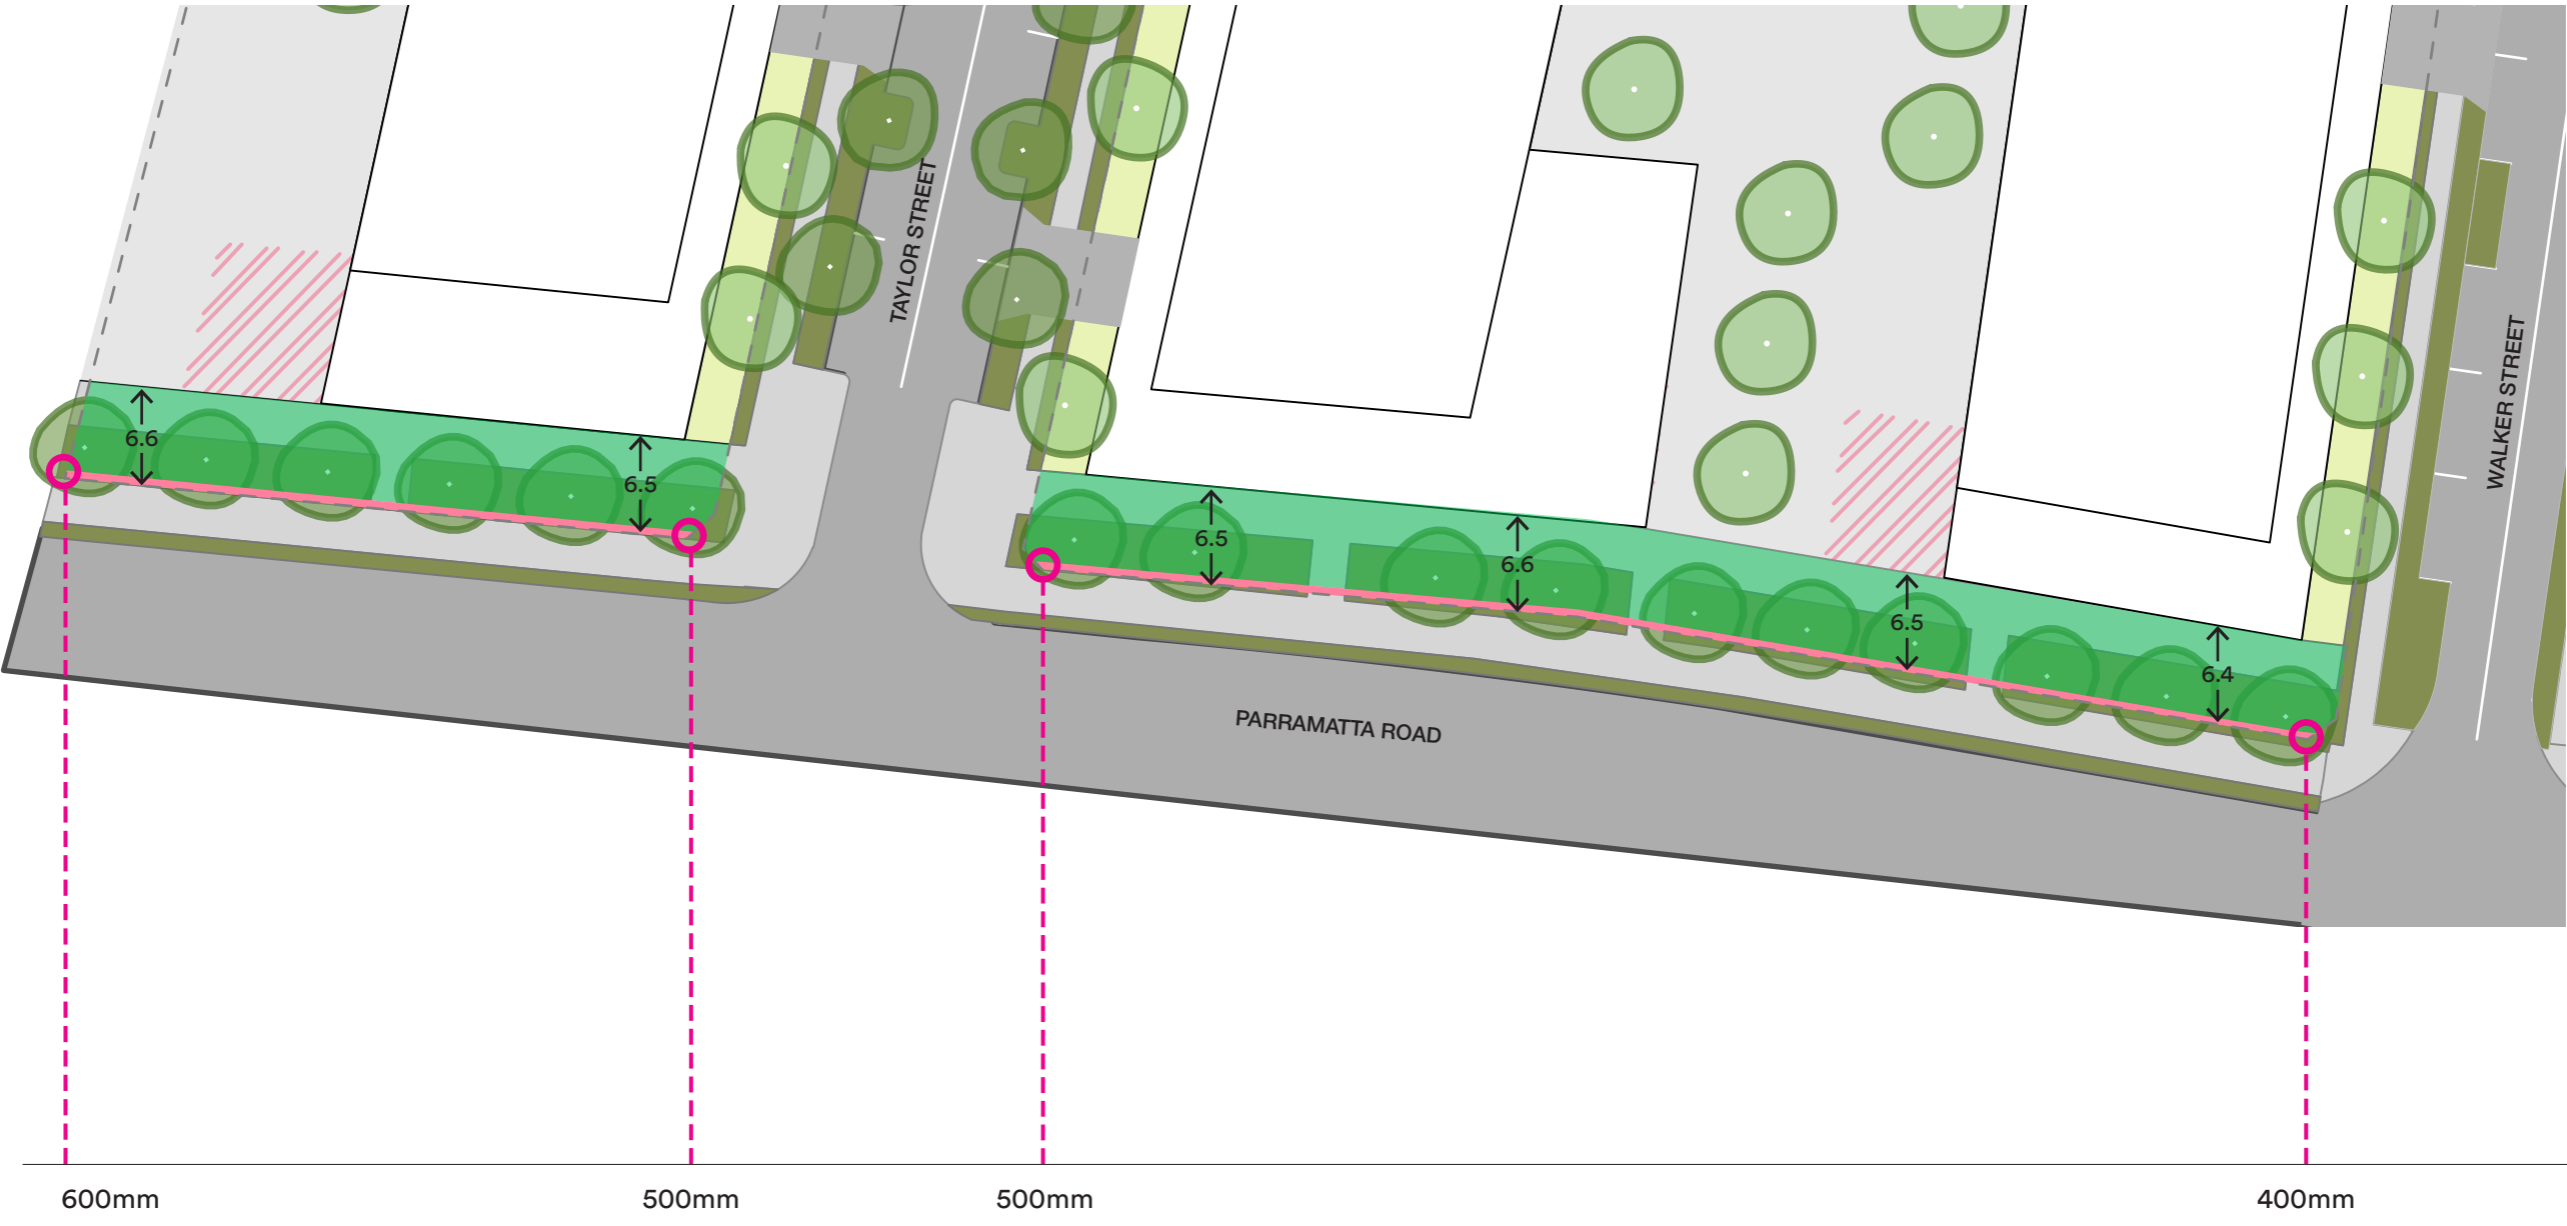 TAYLOR STREET
WALKER STREET
6.6
6.5
6.5
6.6
6.5
6.4
PARRAMATTA ROAD
600mm
500mm
500mm
400mm